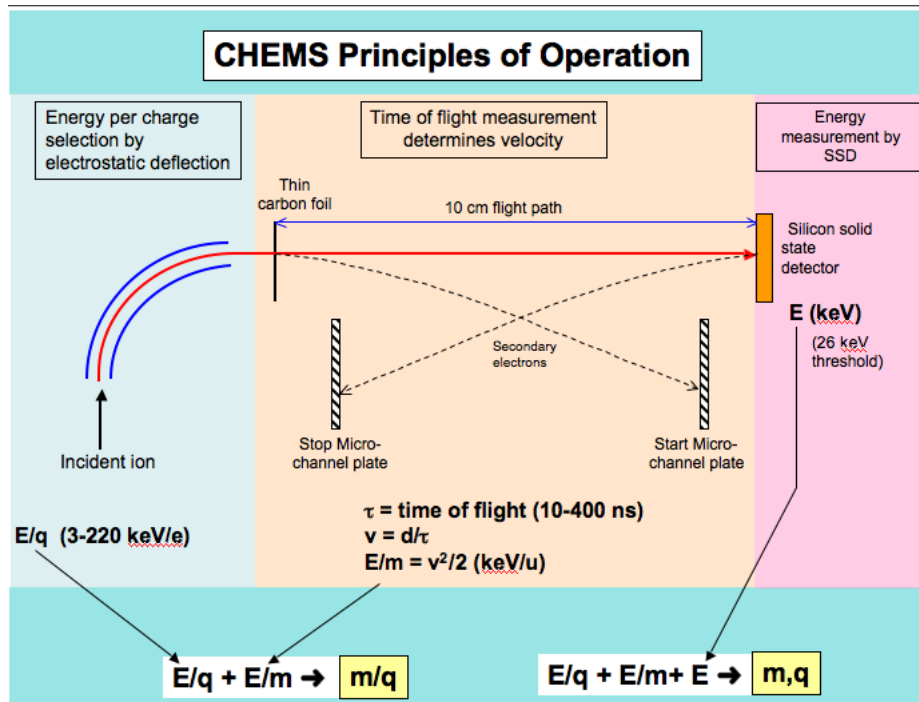 CHEMS Principles of Operation
Energy per charge
selection by
electrostatic deflection
Time of flight measurement
determines velocity
Energy
measurement by
SSD
Thin
carbon foil
10 cm flight path
Silicon solid
state
detector
E (keV)
(26 keV
threshold)
Secondary
electrons
Stop Micro-
channel plate
Start Micro-
channel plate
Incident ion
E/q (3-220 keV/e)
τ = time of flight (10-400 ns)
v = d/τ
E/m = v²/2 (keV/u)
E/q + E/m ➔ m/q
E/q + E/m+ E ➔ m,q